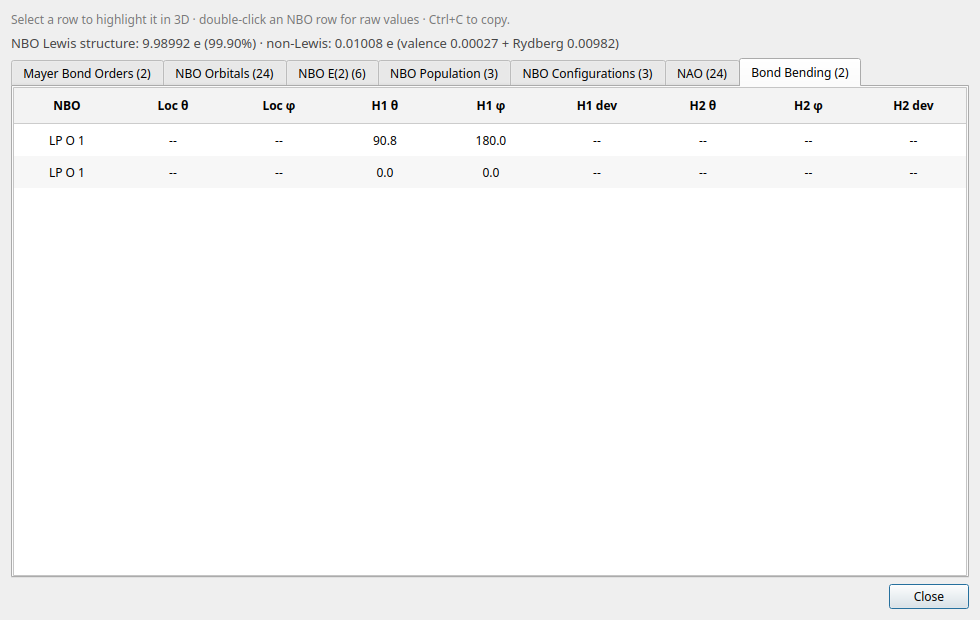 Select a row to highlight it in 3D · double-click an NBO row for raw values · Ctrl+C to copy.
NBO Lewis structure: 9.98992 e (99.90%) · non-Lewis: 0.01008 e (valence 0.00027 + Rydberg 0.00982)
Mayer Bond Orders (2) NBO Orbitals (24) NBO E(2) (6) NBO Population (3) NBO Configurations (3) NAO (24) Bond Bending (2)
NBO Loc θ Loc φ H1 θ H1 φ H1 dev H2 θ H2 φ H2 dev
LP O 1 -- -- 90.8 180.0 -- -- -- --
LP O 1 -- -- 0.0 0.0 -- -- -- --
Close